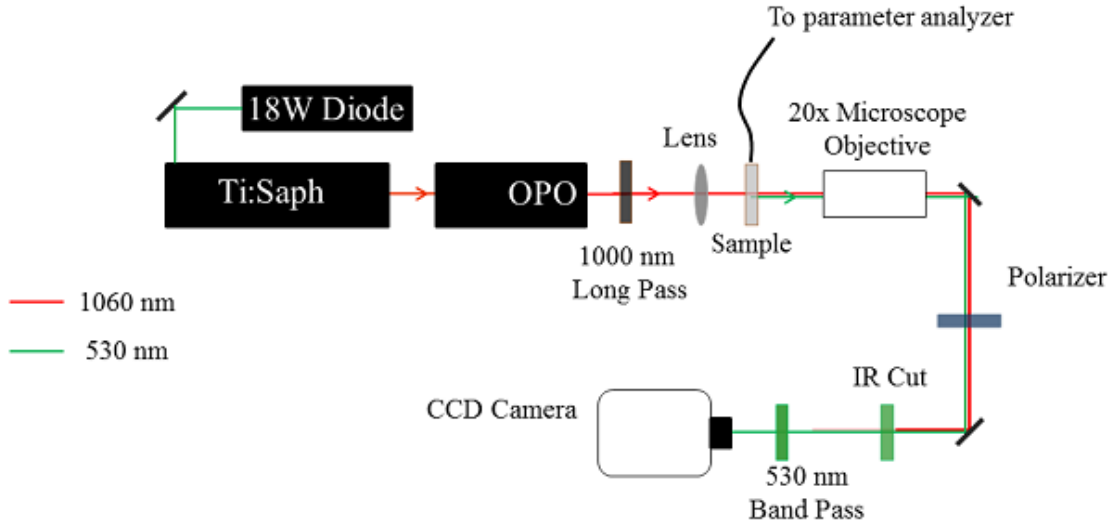 To parameter analyzer
18W Diode
20x Microscope
Objective
Lens
Ti:Saph
OPO
Sample
1000 nm
Long Pass
Polarizer
1060 nm
530 nm
IR Cut
CCD Camera
530 nm
Band Pass